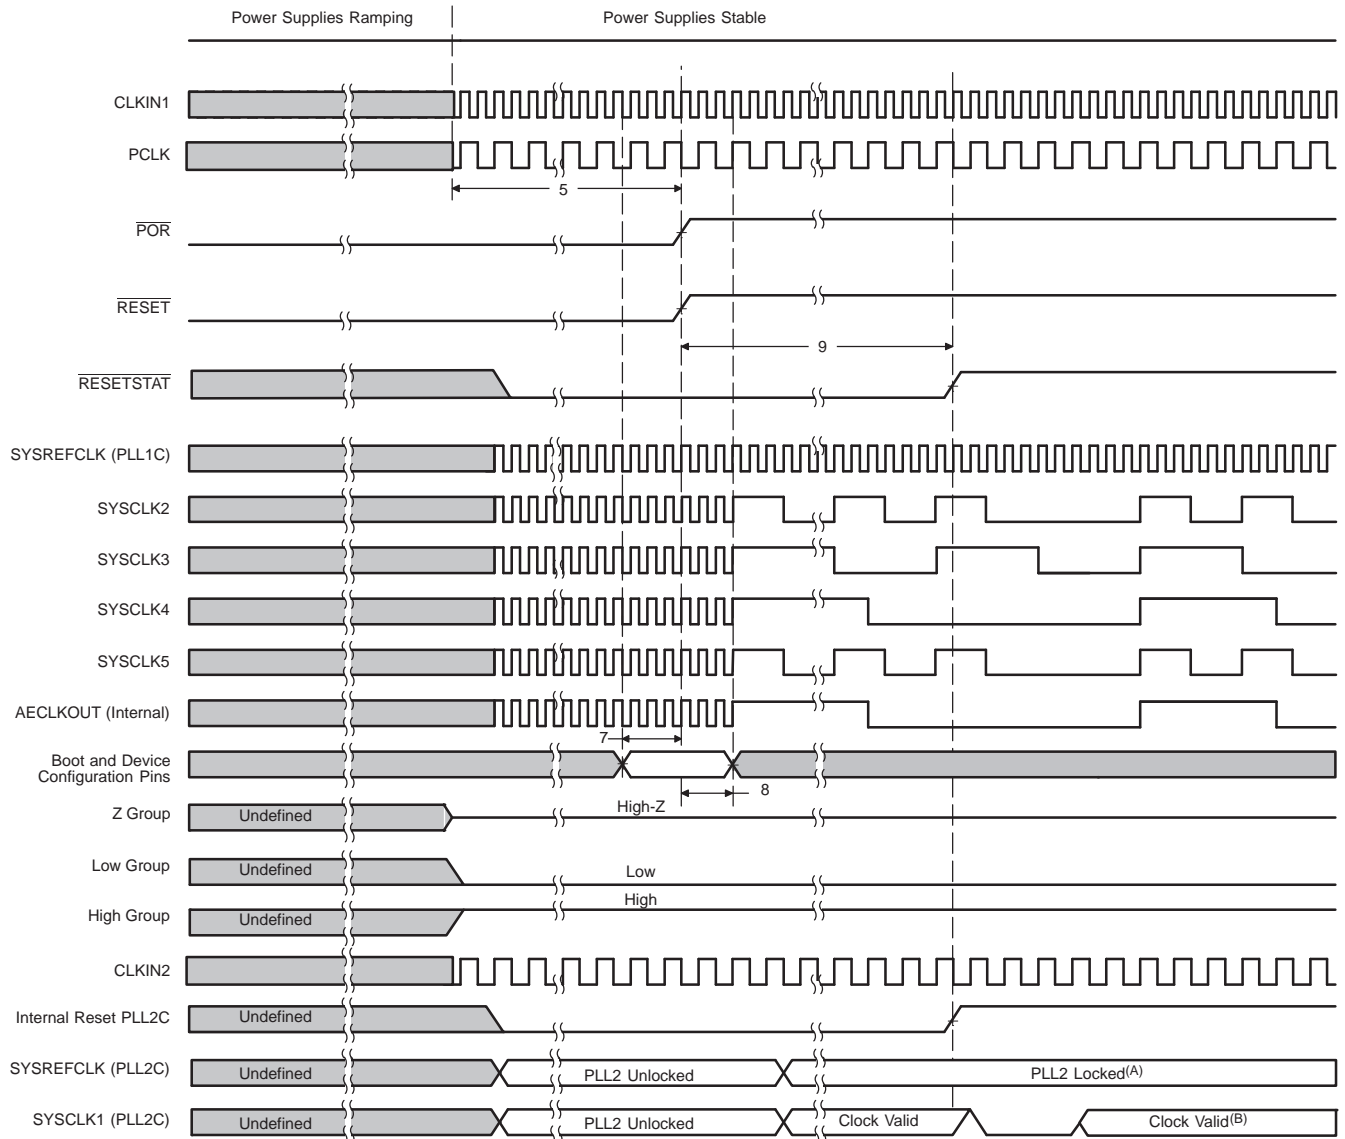 Power Supplies Ramping
Power Supplies Stable
CLKIN1
PCLK
5
POR
RESET
9
RESETSTAT
SYSREFCLK (PLL1C)
SYSCLK2
SYSCLK3
SYSCLK4
SYSCLK5
AECLKOUT (Internal)
7
Boot and Device
Configuration Pins
8
Z Group
Undefined
High-Z
Low Group
Undefined
Low
High Group
Undefined
High
CLKIN2
Internal Reset PLL2C
Undefined
SYSREFCLK (PLL2C)
Undefined
PLL2 Unlocked
PLL2 Locked(A)
SYSCLK1 (PLL2C)
Undefined
PLL2 Unlocked
Clock Valid
Clock Valid(B)